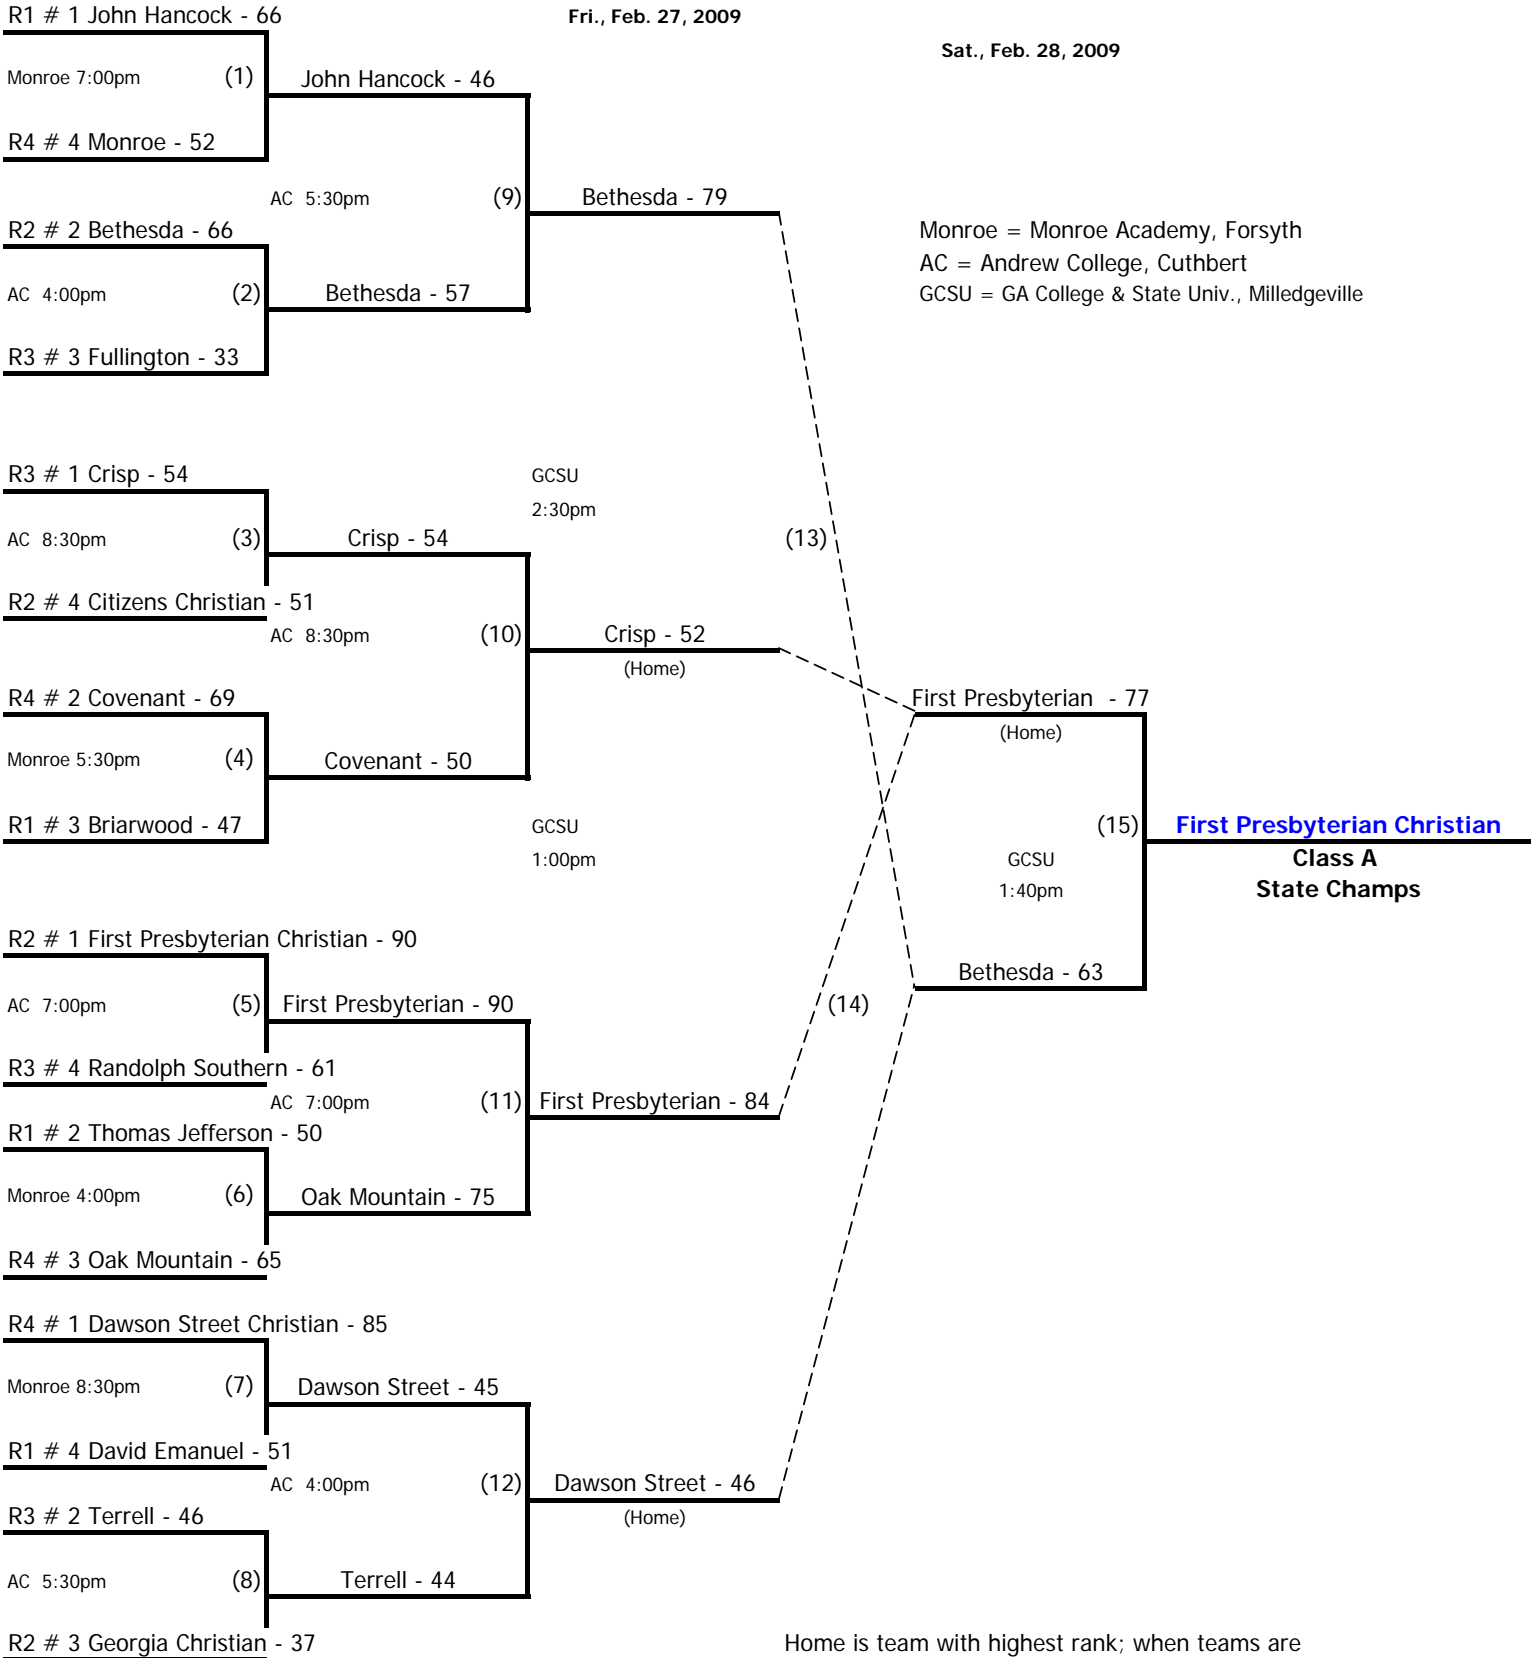 R1 # 1 John Hancock - 66
Fri., Feb. 27, 2009
Sat., Feb. 28, 2009
Monroe 7:00pm (1)
John Hancock - 46
R4 # 4 Monroe - 52
AC 5:30pm (9)
Bethesda - 79
R2 # 2 Bethesda - 66
Monroe = Monroe Academy, Forsyth
AC = Andrew College, Cuthbert
GCSU = GA College & State Univ., Milledgeville
AC 4:00pm (2)
Bethesda - 57
R3 # 3 Fullington - 33
R3 # 1 Crisp - 54
GCSU
2:30pm
AC 8:30pm (3)
Crisp - 54
(13)
R2 # 4 Citizens Christian - 51
AC 8:30pm (10)
Crisp - 52
(Home)
R4 # 2 Covenant - 69
First Presbyterian - 77
(Home)
Monroe 5:30pm (4)
Covenant - 50
R1 # 3 Briarwood - 47
GCSU
1:00pm
(15)
First Presbyterian Christian
Class A
State Champs
GCSU
1:40pm
R2 # 1 First Presbyterian Christian - 90
Bethesda - 63
AC 7:00pm (5)
First Presbyterian - 90
(14)
R3 # 4 Randolph Southern - 61
AC 7:00pm (11)
First Presbyterian - 84
R1 # 2 Thomas Jefferson - 50
Monroe 4:00pm (6)
Oak Mountain - 75
R4 # 3 Oak Mountain - 65
R4 # 1 Dawson Street Christian - 85
Monroe 8:30pm (7)
Dawson Street - 45
R1 # 4 David Emanuel - 51
AC 4:00pm (12)
Dawson Street - 46
(Home)
R3 # 2 Terrell - 46
AC 5:30pm (8)
Terrell - 44
R2 # 3 Georgia Christian - 37
Home is team with highest rank; when teams are